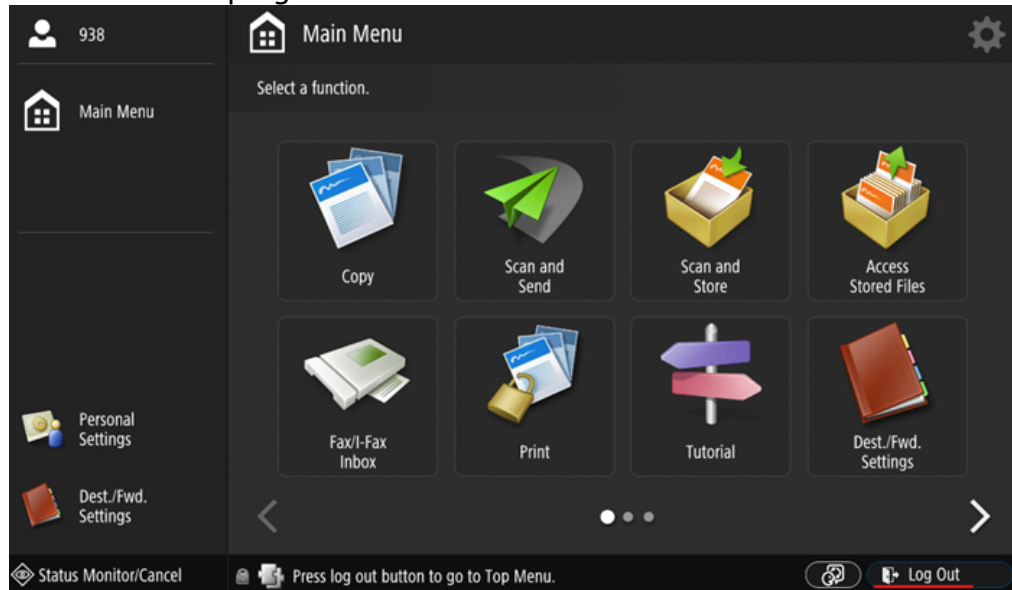 938
Main Menu
Main Menu
Select a function.
Copy
Scan and
Send
Scan and
Store
Access
Stored Files
Fax/I-Fax
Inbox
Print
Tutorial
Dest./Fwd.
Settings
Personal
Settings
Dest./Fwd.
Settings
Status Monitor/Cancel
Press log out button to go to Top Menu.
Log Out